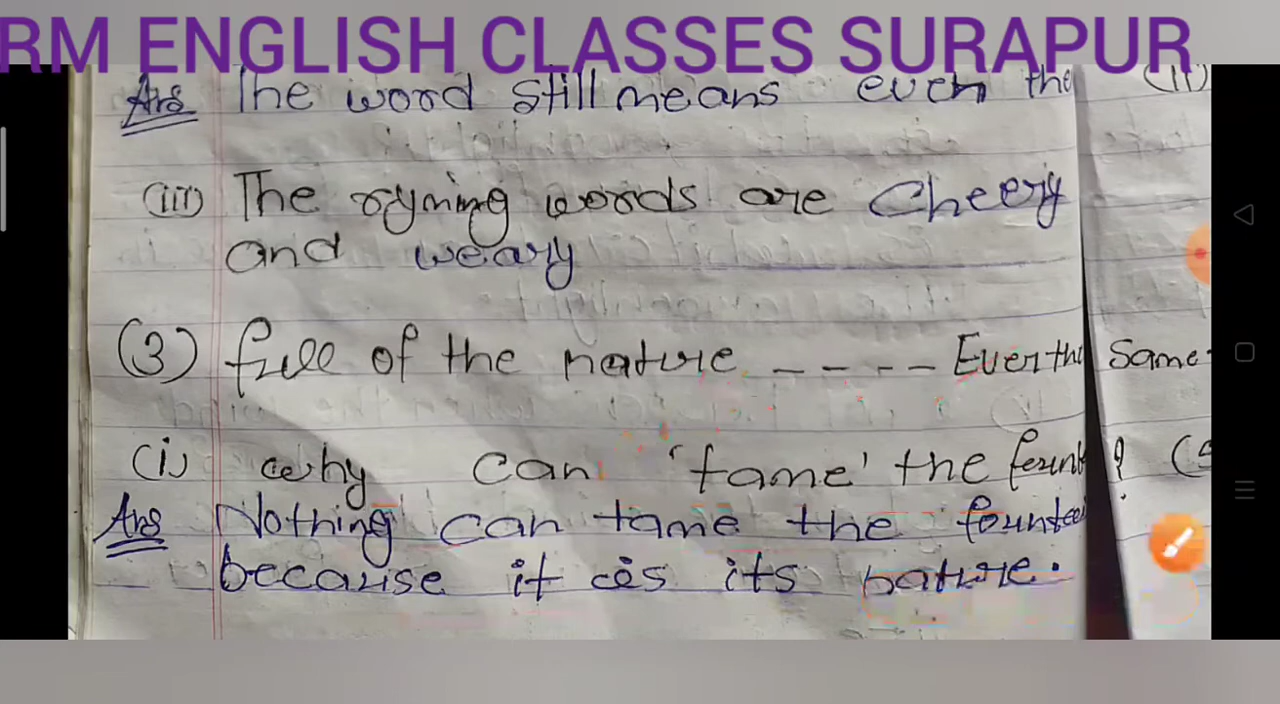 RM ENGLISH CLASSES SURAPUR
Ans The word still means even the (ii)
(iii) The ryming words are Cheery
and weary
(3) full of the nature ---- Ever the Same
(i) why can 'tame' the ?
Ans Nothing can tame the
because it is its nature.